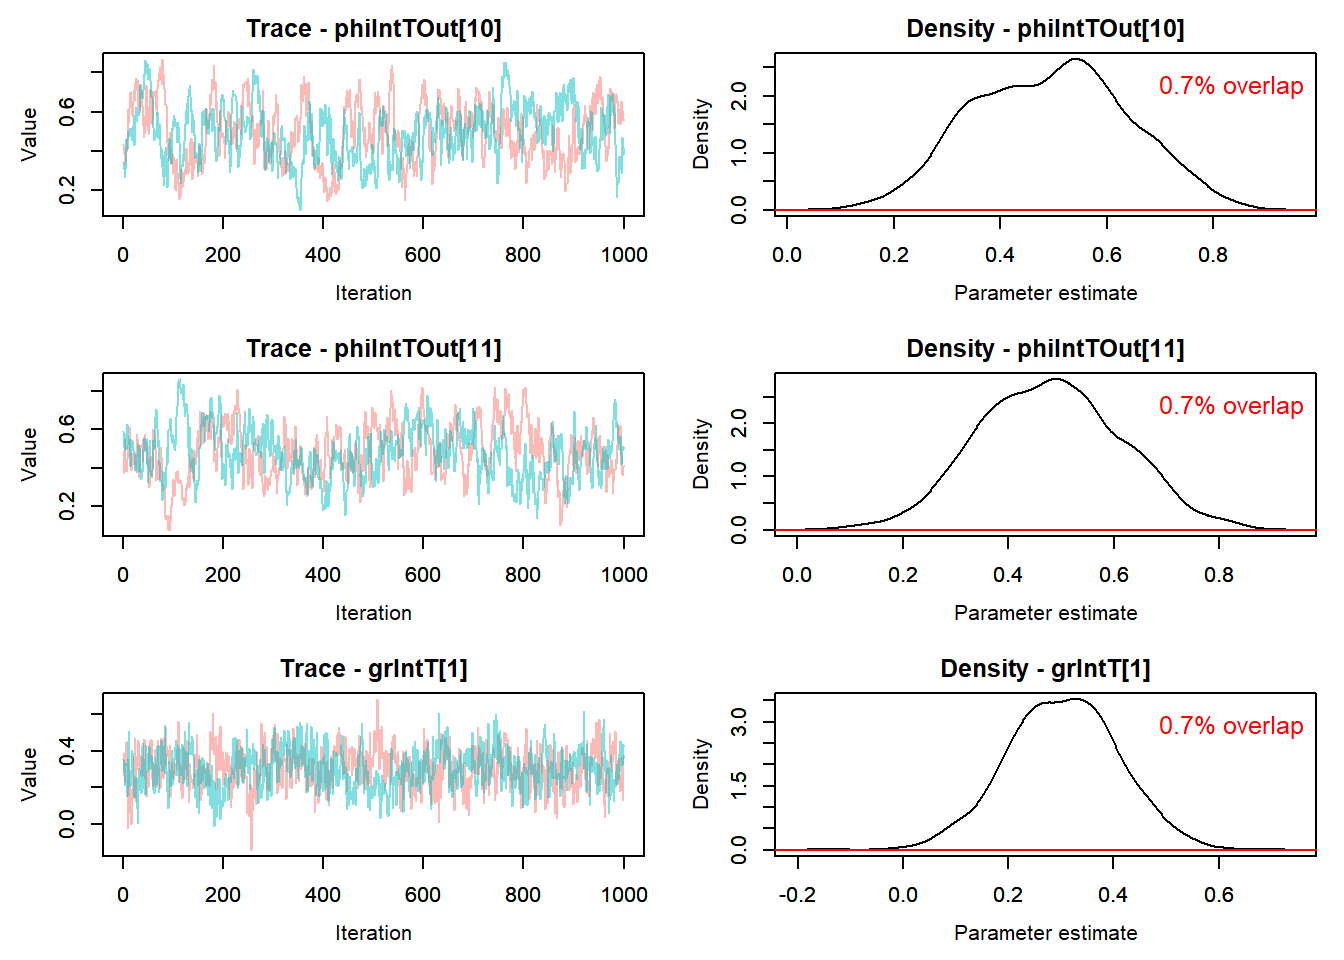 Trace - phiIntTOut[10]
Value
0.2 0.6
0 200 400 600 800 1000
Iteration
Density - phiIntTOut[10]
0.7% overlap
Density
0.0 1.0 2.0
0.0 0.2 0.4 0.6 0.8
Parameter estimate
Trace - phiIntTOut[11]
Value
0.2 0.6
0 200 400 600 800 1000
Iteration
Density - phiIntTOut[11]
0.7% overlap
Density
0.0 1.0 2.0
0.0 0.2 0.4 0.6 0.8
Parameter estimate
Trace - grIntT[1]
Value
0.0 0.4
0 200 400 600 800 1000
Iteration
Density - grIntT[1]
0.7% overlap
Density
0.0 1.5 3.0
-0.2 0.0 0.2 0.4 0.6
Parameter estimate